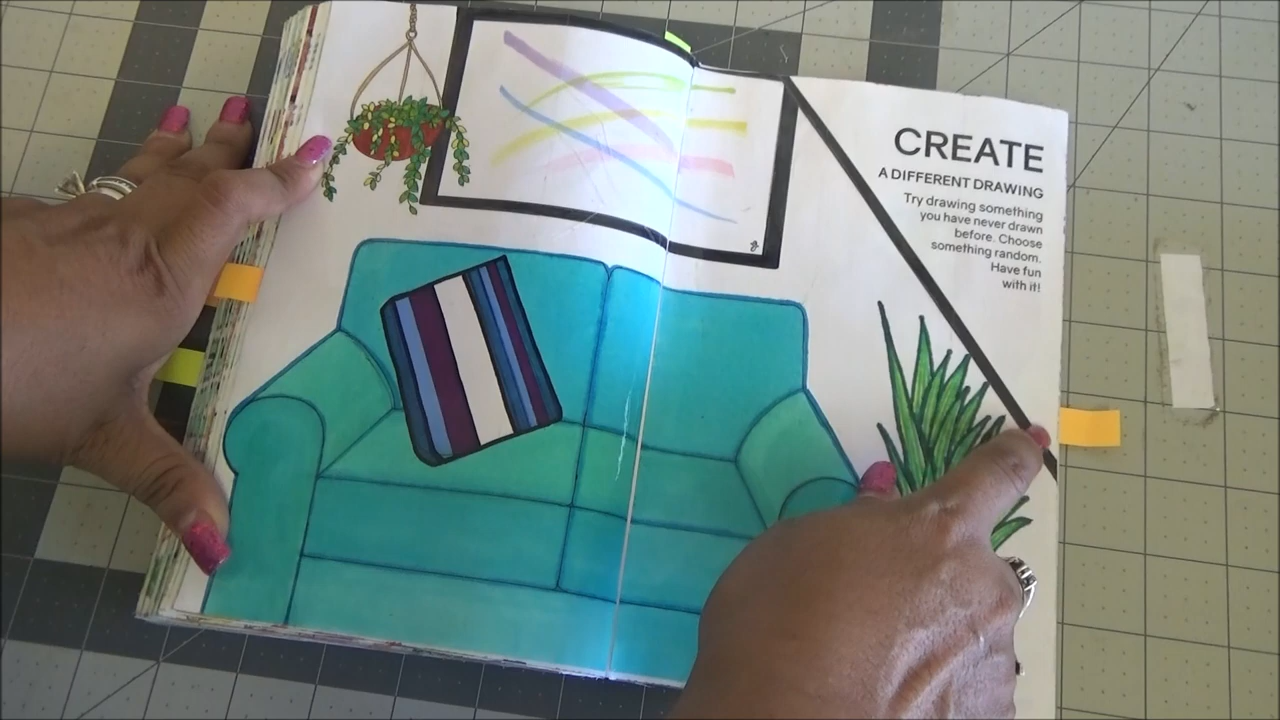 CREATE
A DIFFERENT DRAWING
Try drawing something
you have never drawn
before. Choose
something random.
Have fun
with it!